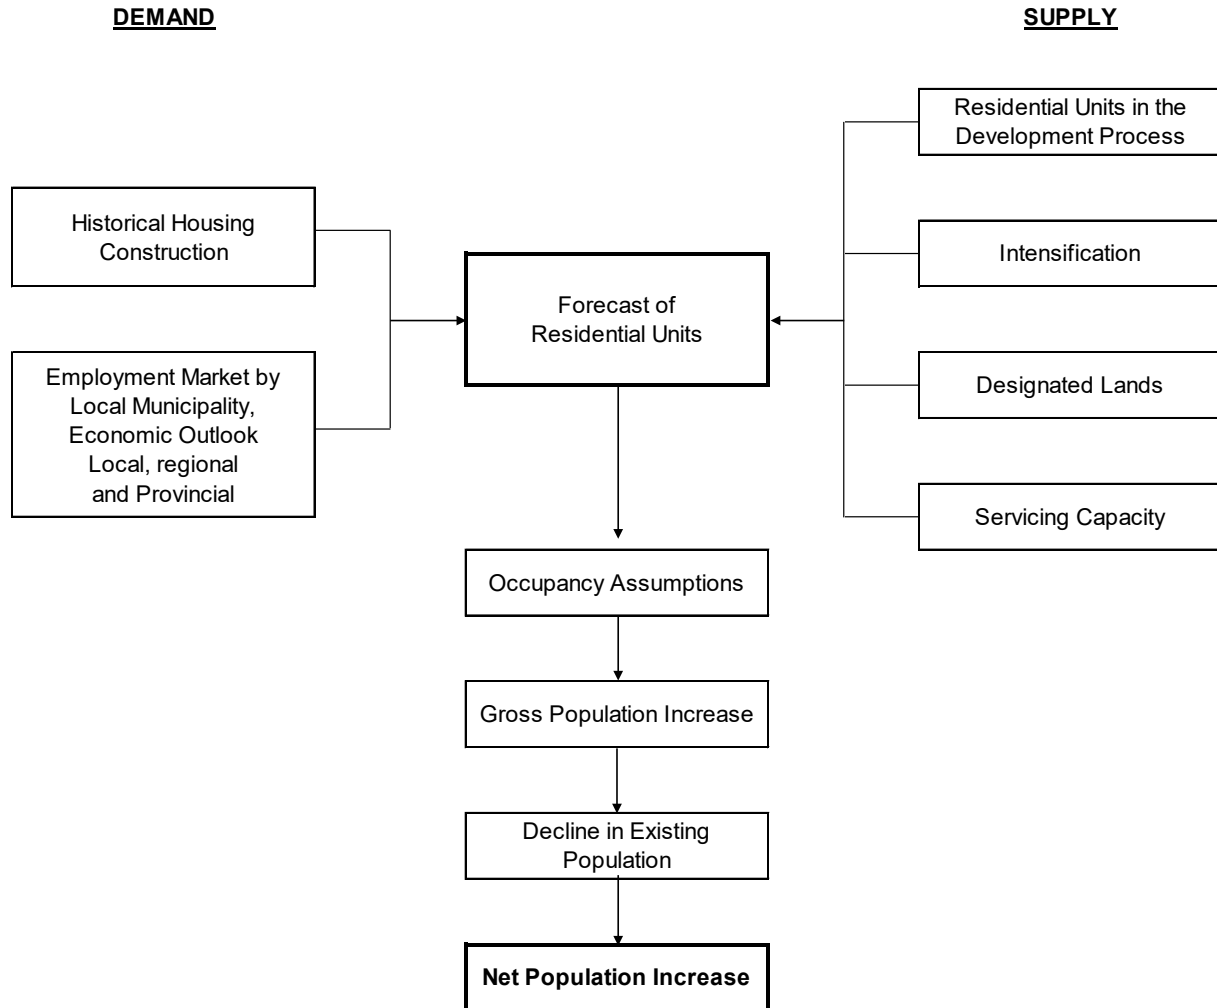 DEMAND
SUPPLY
Residential Units in the
Development Process
Historical Housing
Construction
Intensification
Forecast of
Residential Units
Employment Market by
Local Municipality,
Economic Outlook
Local, regional
and Provincial
Designated Lands
Servicing Capacity
Occupancy Assumptions
Gross Population Increase
Decline in Existing
Population
Net Population Increase